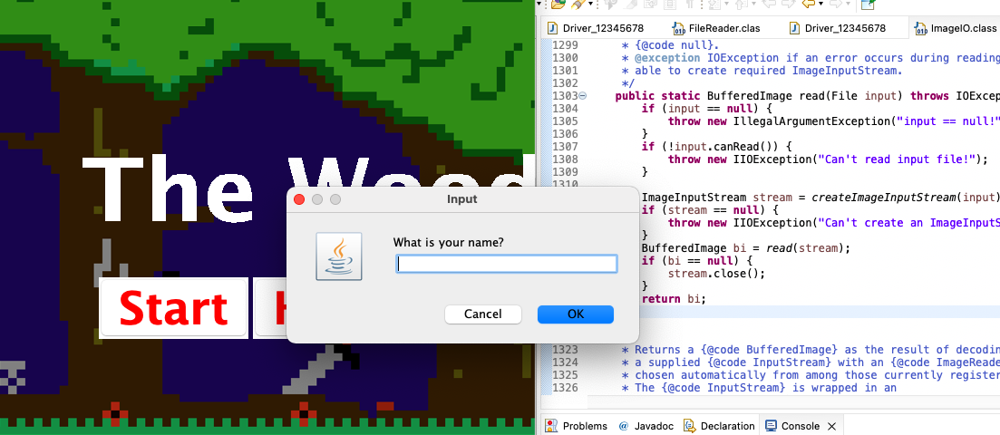 Driver_12345678
FileReader.clas
Driver_12345678
ImageIO.class
1299 * {@code null}.
1300 * @exception IOException if an error occurs during reading
1301 * able to create required ImageInputStream.
1302 */
1303 public static BufferedImage read(File input) throws IOExcep
1304 if (input == null) {
1305 throw new IllegalArgumentException("input == null!"
1306 }
1307 if (!input.canRead()) {
1308 throw new IIOException("Can't read input file!");
1309 }
1310
ImageInputStream stream = createImageInputStream(input)
if (stream == null) {
throw new IIOException("Can't create an ImageInputS
}
BufferedImage bi = read(stream);
if (bi == null) {
stream.close();
}
return bi;
1323 * Returns a {@code BufferedImage} as the result of decodin
1324 * a supplied {@code InputStream} with an {@code ImageReade
1325 * chosen automatically from among those currently register
1326 * The {@code InputStream} is wrapped in an
Problems
@ Javadoc
Declaration
Console
The Wood
Start
H
Input
What is your name?
Cancel
OK